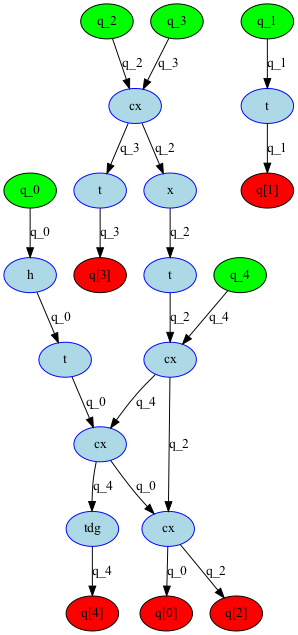 q_2 q_3 q_1
q_2 q_3 q_1
cx t
q_3 q_2 q_1
q_0 t x q[1]
q_0 q_3 q_2
h q[3] t q_4
q_0 q_2 q_4
t cx
q_0 q_4 q_2
cx
q_4 q_0
tdg cx
q_4 q_0 q_2
q[4] q[0] q[2]